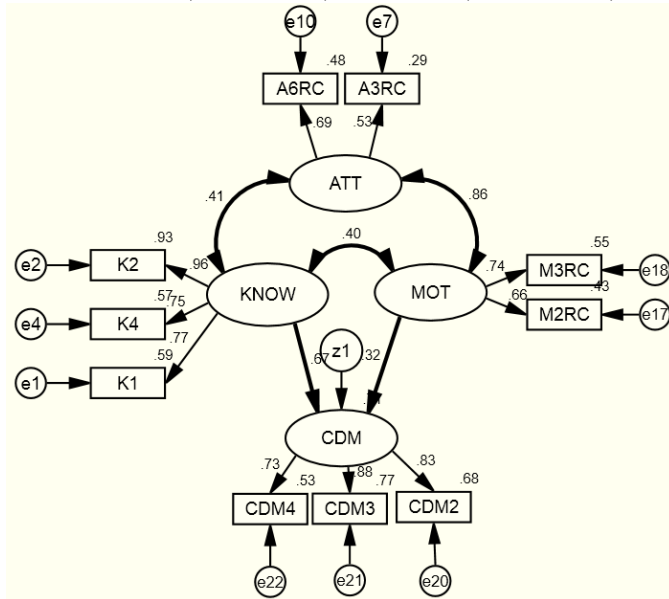 e10
e7
.48
.29
A6RC
A3RC
.69
.53
ATT
.41
.86
.40
.93
.55
e2
K2
.96
.74
M3RC
e18
.57
.75
KNOW
MOT
.66
.43
e4
K4
M2RC
e17
.77
.59
e1
K1
.67
z1
.32
CDM
.73
.88
.83
.53
.77
.68
CDM4
CDM3
CDM2
e22
e21
e20